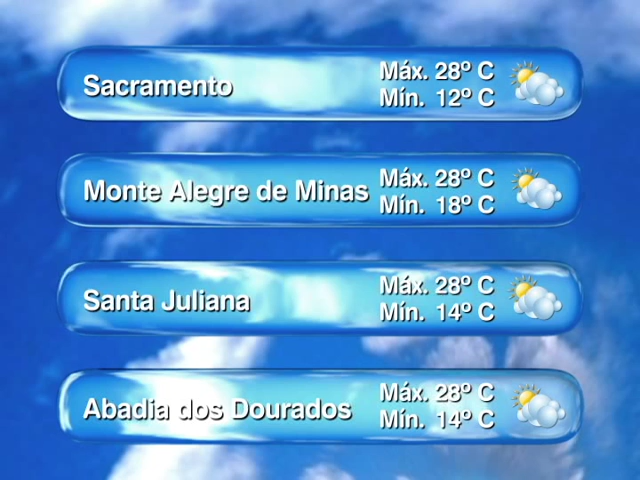 Sacramento
Máx. 28º C
Mín. 12º C
Monte Alegre de Minas
Máx. 28º C
Mín. 18º C
Santa Juliana
Máx. 28º C
Mín. 14º C
Abadia dos Dourados
Máx. 28º C
Mín. 14º C